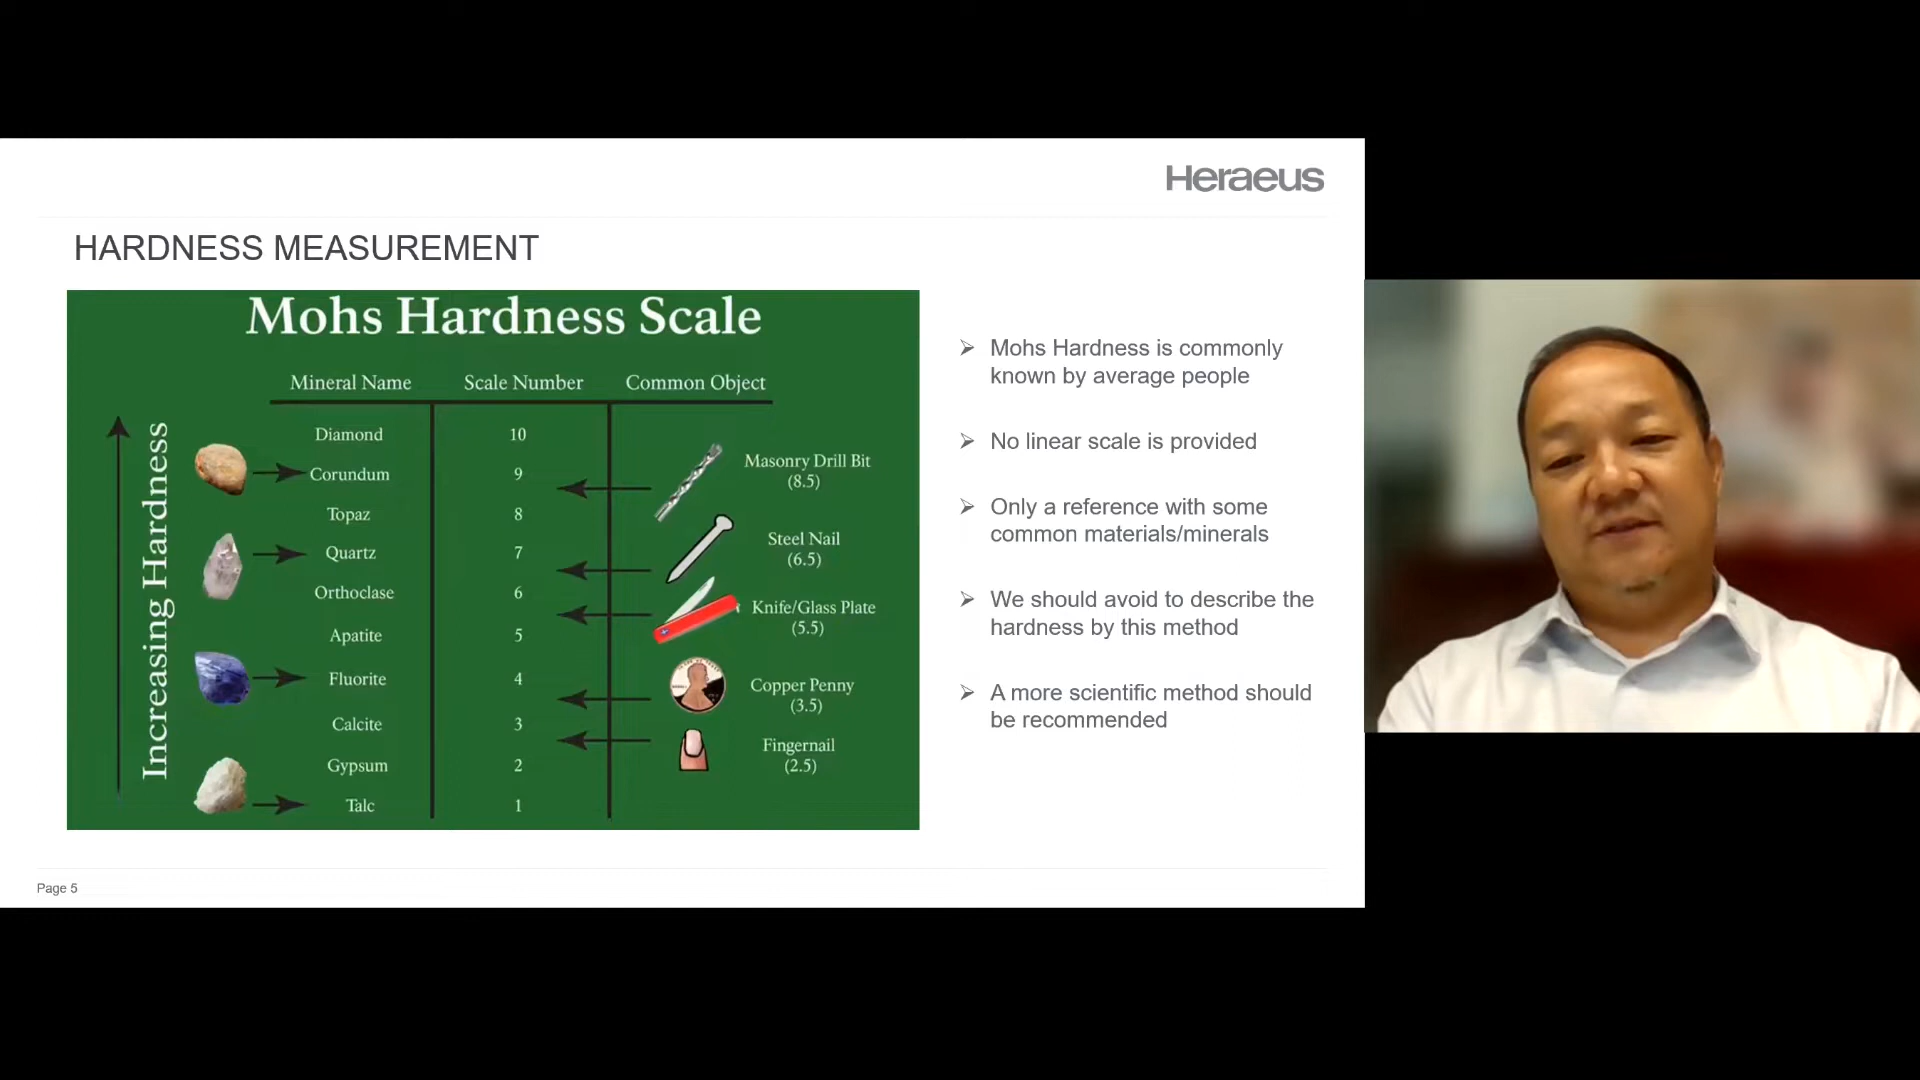 Heraeus
HARDNESS MEASUREMENT
Mohs Hardness Scale
Mineral Name Scale Number Common Object
Increasing Hardness
Diamond 10
Corundum 9
Topaz 8
Quartz 7
Orthoclase 6
Apatite 5
Fluorite 4
Calcite 3
Gypsum 2
Talc 1
Masonry Drill Bit
(8.5)
Steel Nail
(6.5)
Knife/Glass Plate
(5.5)
Copper Penny
(3.5)
Fingernail
(2.5)
Mohs Hardness is commonly
known by average people
No linear scale is provided
Only a reference with some
common materials/minerals
We should avoid to describe the
hardness by this method
A more scientific method should
be recommended
Page 5